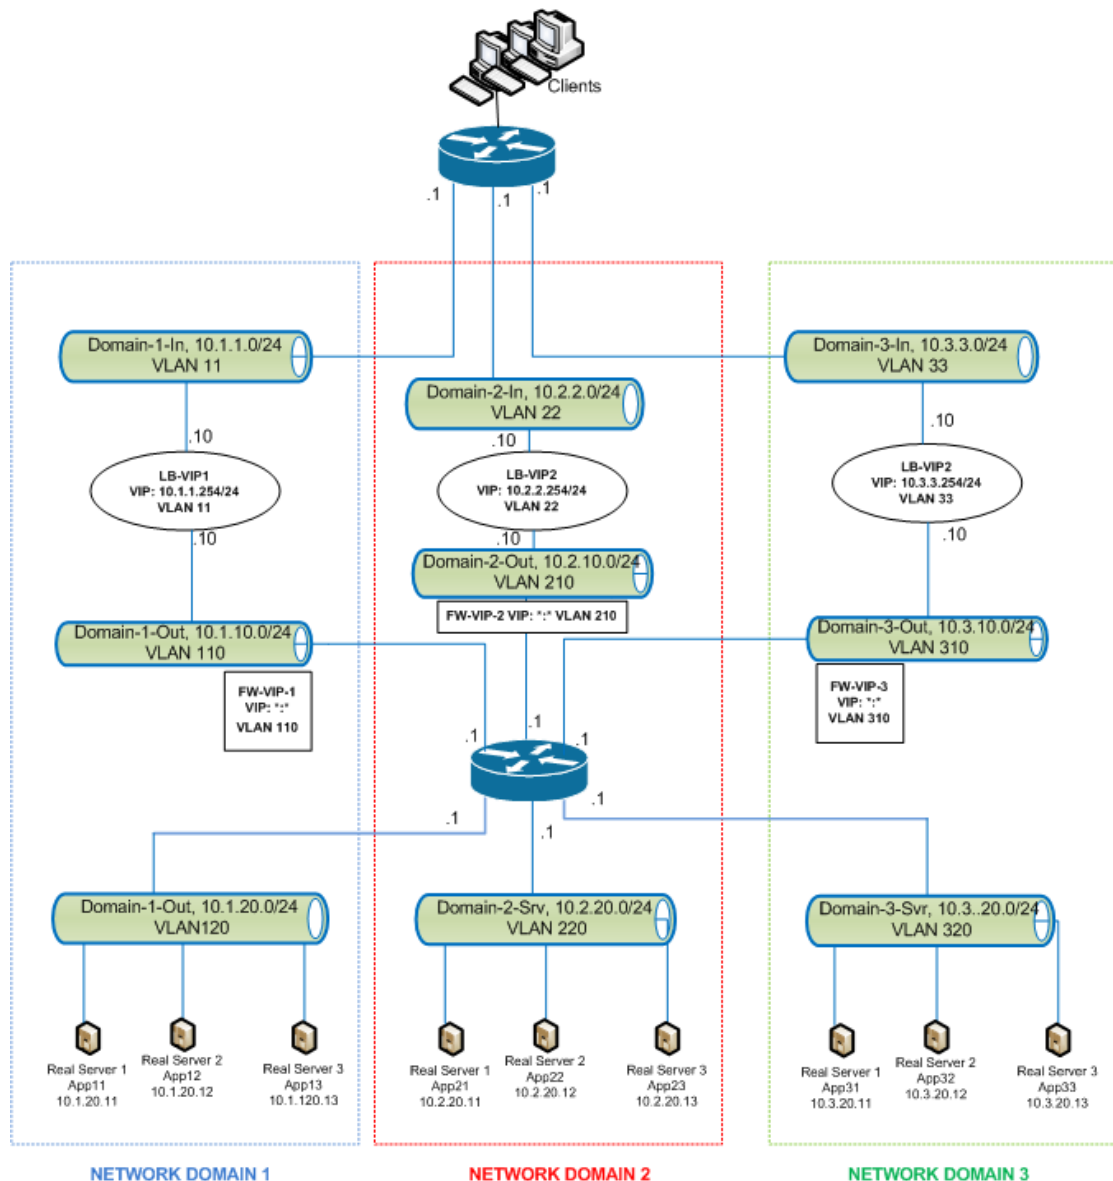 Clients
.1
.1
.1
Domain-1-In, 10.1.1.0/24
VLAN 11
Domain-2-In, 10.2.2.0/24
VLAN 22
Domain-3-In, 10.3.3.0/24
VLAN 33
.10
.10
.10
LB-VIP1
VIP: 10.1.1.254/24
VLAN 11
LB-VIP2
VIP: 10.2.2.254/24
VLAN 22
LB-VIP2
VIP: 10.3.3.254/24
VLAN 33
.10
.10
.10
Domain-1-Out, 10.1.10.0/24
VLAN 110
Domain-2-Out, 10.2.10.0/24
VLAN 210
Domain-3-Out, 10.3.10.0/24
VLAN 310
FW-VIP-1
VIP: *:*
VLAN 110
FW-VIP-2 VIP: *:* VLAN 210
FW-VIP-3
VIP: *:*
VLAN 310
.1
.1
.1
.1
.1
.1
Domain-1-Out, 10.1.20.0/24
VLAN120
Domain-2-Srv, 10.2.20.0/24
VLAN 220
Domain-3-Svr, 10.3..20.0/24
VLAN 320
Real Server 1
App11
10.1.20.11
Real Server 2
App12
10.1.20.12
Real Server 3
App13
10.1.120.13
Real Server 1
App21
10.2.20.11
Real Server 2
App22
10.2.20.12
Real Server 3
App23
10.2.20.13
Real Server 1
App31
10.3.20.11
Real Server 2
App32
10.3.20.12
Real Server 3
App33
10.3.20.13
NETWORK DOMAIN 1
NETWORK DOMAIN 2
NETWORK DOMAIN 3